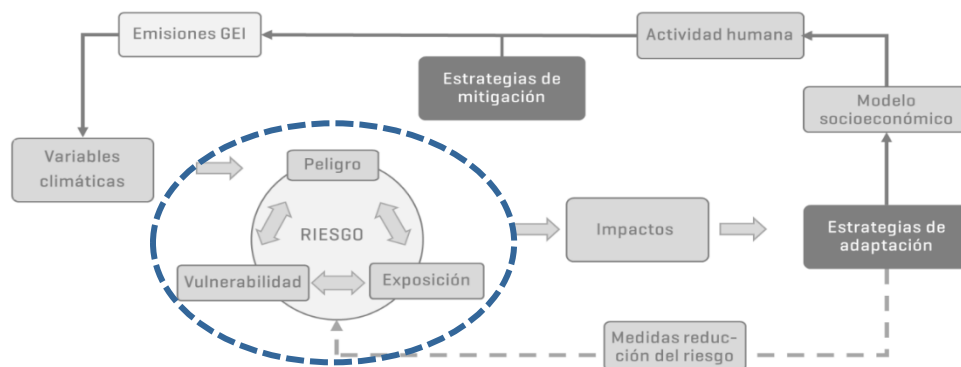 Emisiones GEI
Actividad humana
Estrategias de
mitigación
Modelo
socioeconómico
Variables
climáticas
Peligro
RIESGO
Vulnerabilidad
Exposición
Impactos
Estrategias de
adaptación
Medidas reduc-
ción del riesgo